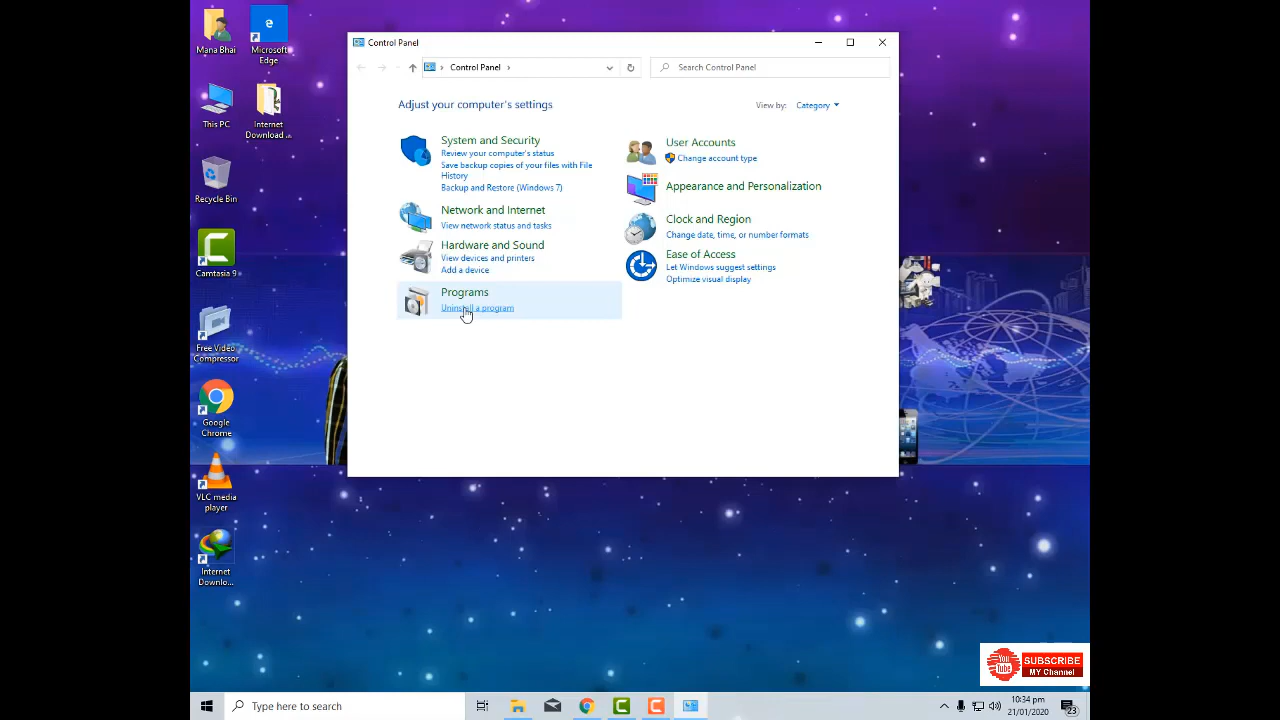 Mana Bhai
Microsoft
Edge
This PC
Internet
Download ...
Recycle Bin
Camtasia 9
Free Video
Compressor
Google
Chrome
VLC media
player
Internet
Downlo...
Control Panel
Control Panel
Search Control Panel
Adjust your computer's settings
View by: Category
System and Security
Review your computer's status
Save backup copies of your files with File
History
Backup and Restore (Windows 7)
Network and Internet
View network status and tasks
Hardware and Sound
View devices and printers
Add a device
Programs
Uninstall a program
User Accounts
Change account type
Appearance and Personalization
Clock and Region
Change date, time, or number formats
Ease of Access
Let Windows suggest settings
Optimize visual display
You
Tube
SUBSCRIBE
MY Channel
Type here to search
10:34 pm
21/01/2020
23